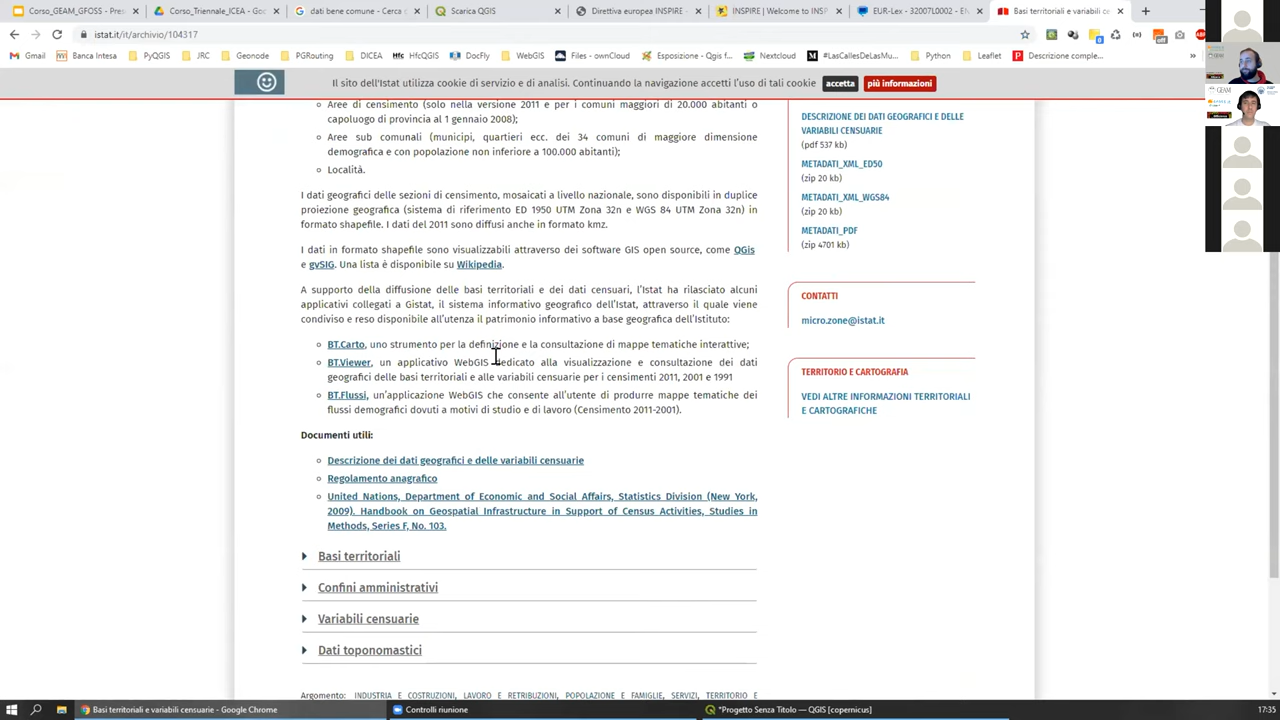 Corso_GEAM_GFOSS - Pres
Corso_Triennale_ICEA - Goo
dati bene comune - Cerca c
Scarica QGIS
Direttiva europea INSPIRE -
INSPIRE | Welcome to INSP
EUR-Lex - 32007L0002 - EN
Basi territoriali e variabili ce
istat.it/it/archivio/104317
Gmail
Banca Intesa
PyQGIS
JRC
Geonode
PGRouting
DICEA
HfcQGIS
DocFly
WebGIS
Files - ownCloud
Esposizione - Qgis f
Nextcloud
#LasCallesDeLasMu...
Python
Leaflet
Descrizione comple...
Il sito dell'Istat utilizza cookie di servizio e di analisi. Continuando la navigazione accetti l'uso di tali cookie
accetta
più informazioni
Aree di censimento (solo nella versione 2011 e per i comuni maggiori di 20.000 abitanti o
capoluogo di provincia al 1 gennaio 2008);
Aree sub comunali (municipi, quartieri ecc. dei 34 comuni di maggiore dimensione
demografica e con popolazione non inferiore a 100.000 abitanti);
Località.
I dati geografici delle sezioni di censimento, mosaicati a livello nazionale, sono disponibili in duplice
proiezione geografica (sistema di riferimento ED 1950 UTM Zona 32n e WGS 84 UTM Zona 32n) in
formato shapefile. I dati del 2011 sono diffusi anche in formato kmz.
I dati in formato shapefile sono visualizzabili attraverso dei software GIS open source, come QGis
e gvSIG. Una lista è disponibile su Wikipedia.
A supporto della diffusione delle basi territoriali e dei dati censuari, l'Istat ha rilasciato alcuni
applicativi collegati a Gistat, il sistema informativo geografico dell'Istat, attraverso il quale viene
condiviso e reso disponibile all'utenza il patrimonio informativo a base geografica dell'Istituto:
BT.Carto, uno strumento per la definizione e la consultazione di mappe tematiche interattive;
BT.Viewer, un applicativo WebGIS dedicato alla visualizzazione e consultazione dei dati
geografici delle basi territoriali e alle variabili censuarie per i censimenti 2011, 2001 e 1991
BT.Flussi, un'applicazione WebGIS che consente all'utente di produrre mappe tematiche dei
flussi demografici dovuti a motivi di studio e di lavoro (Censimento 2011-2001).
Documenti utili:
Descrizione dei dati geografici e delle variabili censuarie
Regolamento anagrafico
United Nations, Department of Economic and Social Affairs, Statistics Division (New York,
2009). Handbook on Geospatial Infrastructure in Support of Census Activities, Studies in
Methods, Series F, No. 103.
Basi territoriali
Confini amministrativi
Variabili censuarie
Dati toponomastici
Argomento: INDUSTRIA E COSTRUZIONI, LAVORO E RETRIBUZIONI, POPOLAZIONE E FAMIGLIE, SERVIZI, TERRITORIO E
DESCRIZIONE DEI DATI GEOGRAFICI E DELLE
VARIABILI CENSUARIE
(pdf 537 kb)
METADATI_XML_ED50
(zip 20 kb)
METADATI_XML_WGS84
(zip 20 kb)
METADATI_PDF
(zip 4701 kb)
CONTATTI
micro.zone@istat.it
TERRITORIO E CARTOGRAFIA
VEDI ALTRE INFORMAZIONI TERRITORIALI
E CARTOGRAFICHE
Basi territoriali e variabili censuarie - Google Chrome
Controlli riunione
*Progetto Senza Titolo — QGIS [copernicus]
17:35